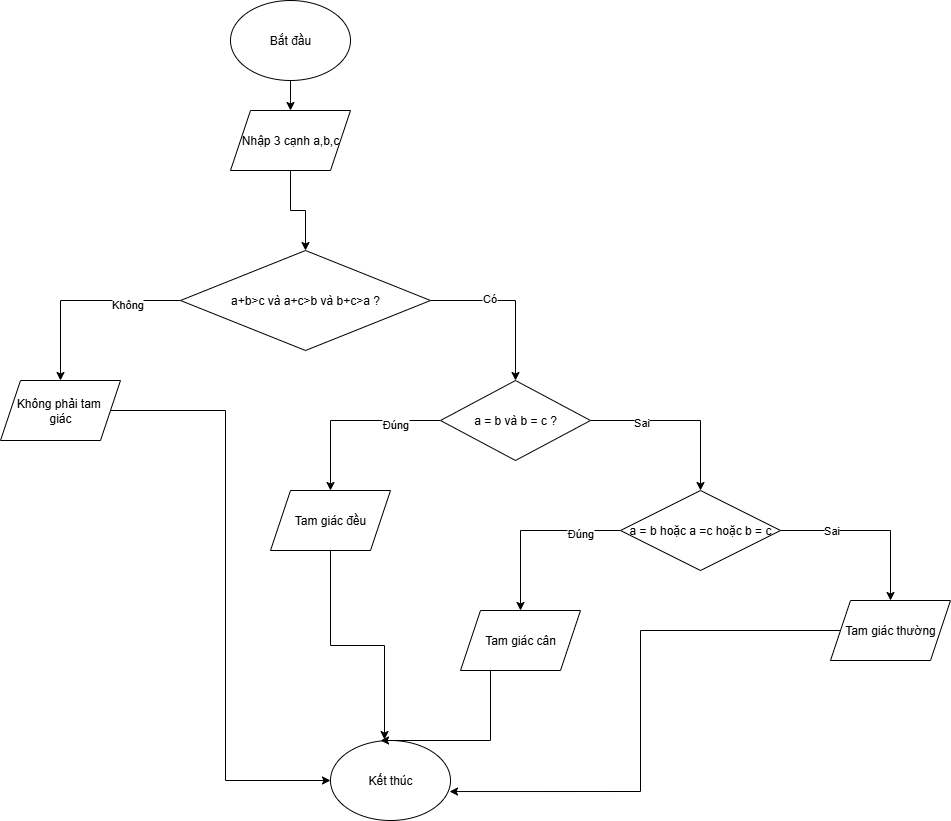 Bắt đầu
Nhập 3 cạnh a,b,c
a+b>c và a+c>b và b+c>a ?
Không
Có
Không phải tam
giác
a = b và b = c ?
Đúng
Sai
Tam giác đều
a = b hoặc a =c hoặc b = c
Đúng
Sai
Tam giác cân
Tam giác thường
Kết thúc